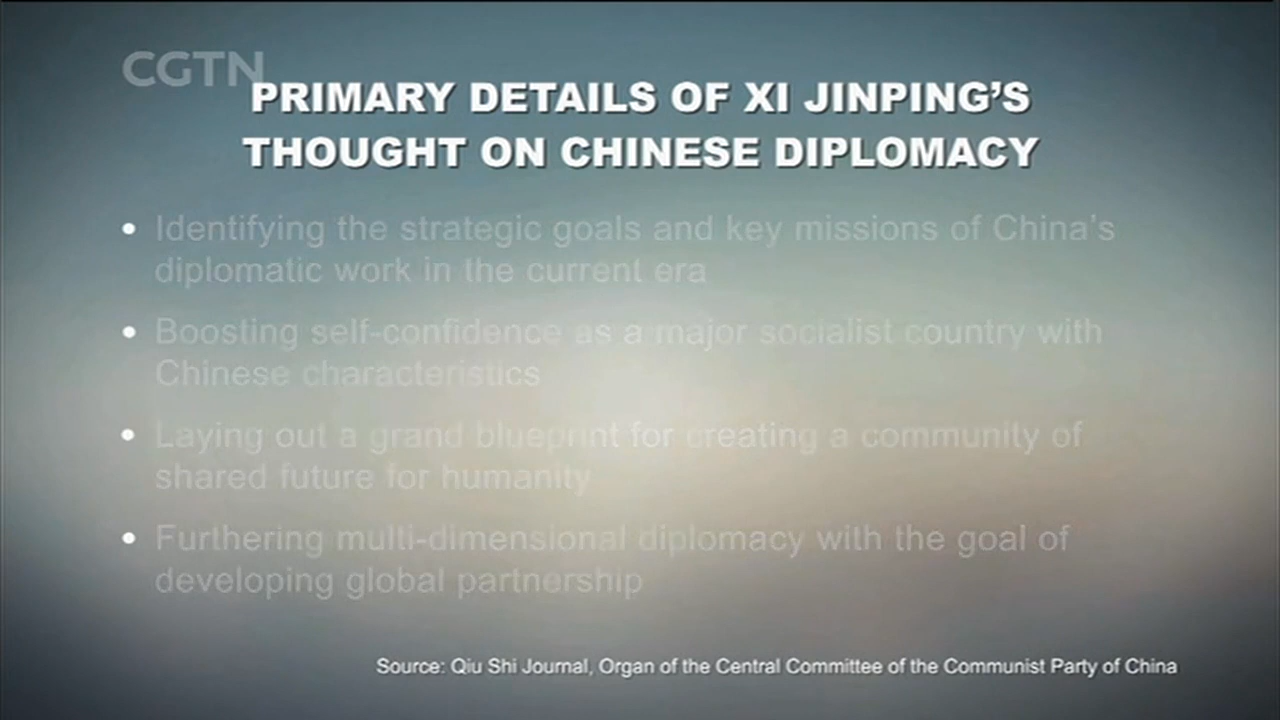 CGTN
PRIMARY DETAILS OF XI JINPING'S
THOUGHT ON CHINESE DIPLOMACY
• Identifying the strategic goals and key missions of China's
diplomatic work in the current era
• Boosting self-confidence as a major socialist country with
Chinese characteristics
• Laying out a grand blueprint for creating a community of
shared future for humanity
• Furthering multi-dimensional diplomacy with the goal of
developing global partnership
Source: Qiu Shi Journal, Organ of the Central Committee of the Communist Party of China